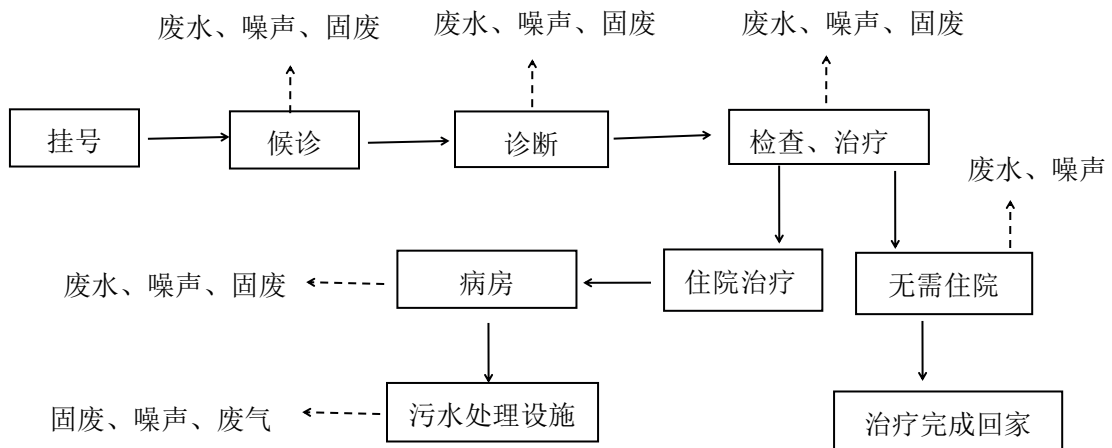 废水、噪声、固废
废水、噪声、固废
废水、噪声、固废
挂号
候诊
诊断
检查、治疗
废水、噪声
废水、噪声、固废
病房
住院治疗
无需住院
固废、噪声、废气
污水处理设施
治疗完成回家